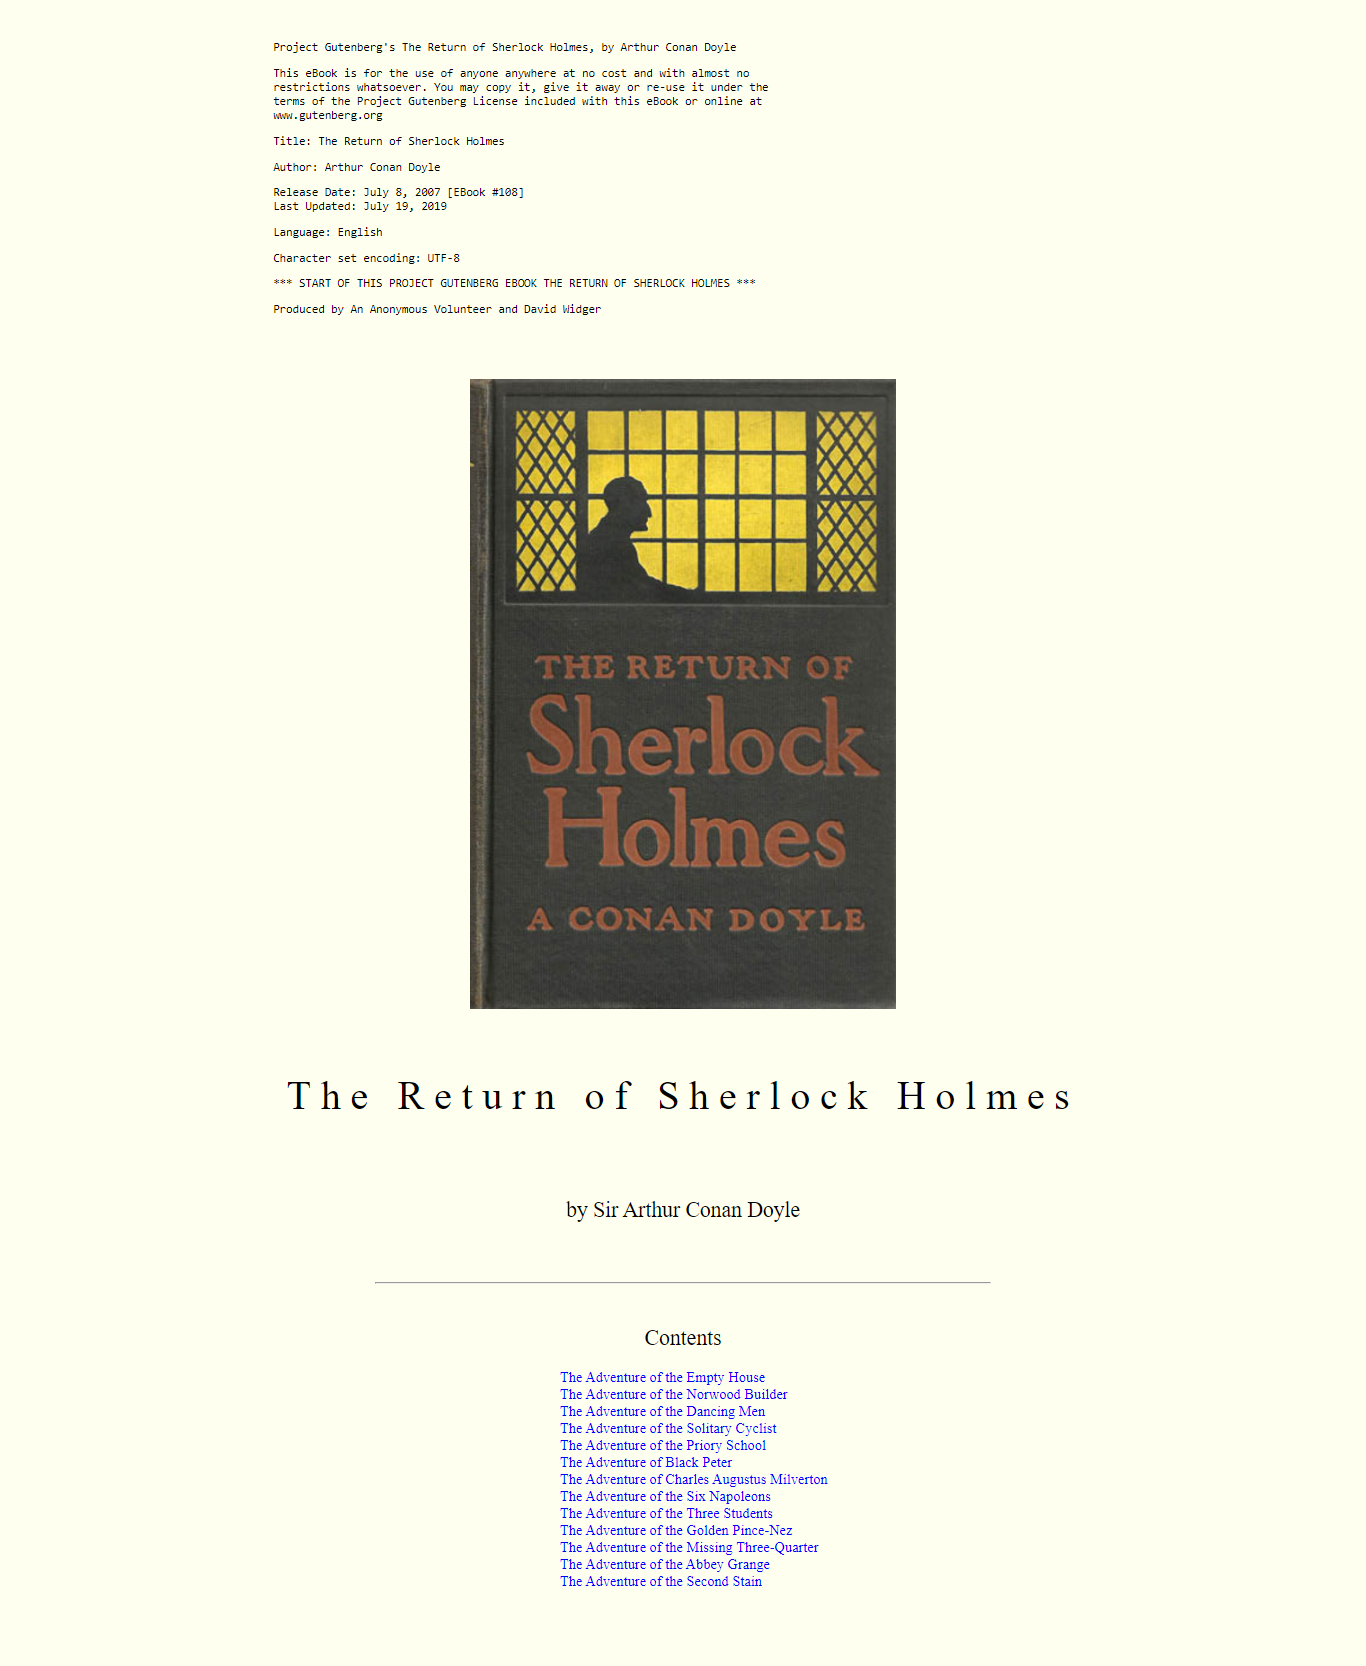 Project Gutenberg's The Return of Sherlock Holmes, by Arthur Conan Doyle
This eBook is for the use of anyone anywhere at no cost and with almost no
restrictions whatsoever. You may copy it, give it away or re-use it under the
terms of the Project Gutenberg License included with this eBook or online at
www.gutenberg.org
Title: The Return of Sherlock Holmes
Author: Arthur Conan Doyle
Release Date: July 8, 2007 [EBook #108]
Last Updated: July 19, 2019
Language: English
Character set encoding: UTF-8
*** START OF THIS PROJECT GUTENBERG EBOOK THE RETURN OF SHERLOCK HOLMES ***
Produced by An Anonymous Volunteer and David Widger
THE RETURN OF
Sherlock
Holmes
A CONAN DOYLE
The Return of Sherlock Holmes
by Sir Arthur Conan Doyle
Contents
The Adventure of the Empty House
The Adventure of the Norwood Builder
The Adventure of the Dancing Men
The Adventure of the Solitary Cyclist
The Adventure of the Priory School
The Adventure of Black Peter
The Adventure of Charles Augustus Milverton
The Adventure of the Six Napoleons
The Adventure of the Three Students
The Adventure of the Golden Pince-Nez
The Adventure of the Missing Three-Quarter
The Adventure of the Abbey Grange
The Adventure of the Second Stain